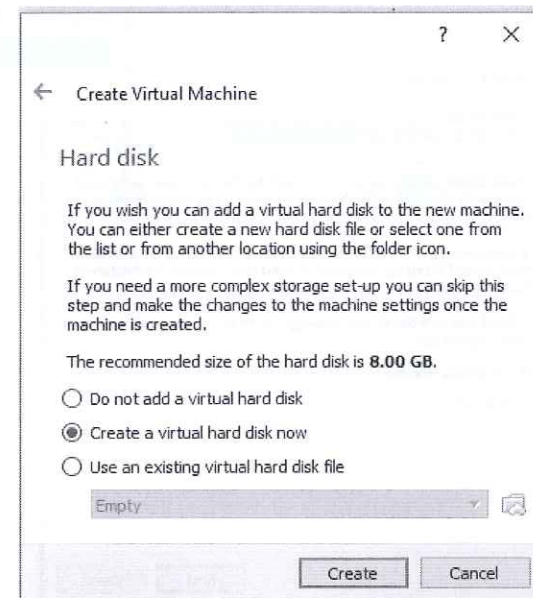 ?
Create Virtual Machine
Hard disk
If you wish you can add a virtual hard disk to the new machine.
You can either create a new hard disk file or select one from
the list or from another location using the folder icon.
If you need a more complex storage set-up you can skip this
step and make the changes to the machine settings once the
machine is created.
The recommended size of the hard disk is 8.00 GB.
Do not add a virtual hard disk
Create a virtual hard disk now
Use an existing virtual hard disk file
Empty
Create Cancel